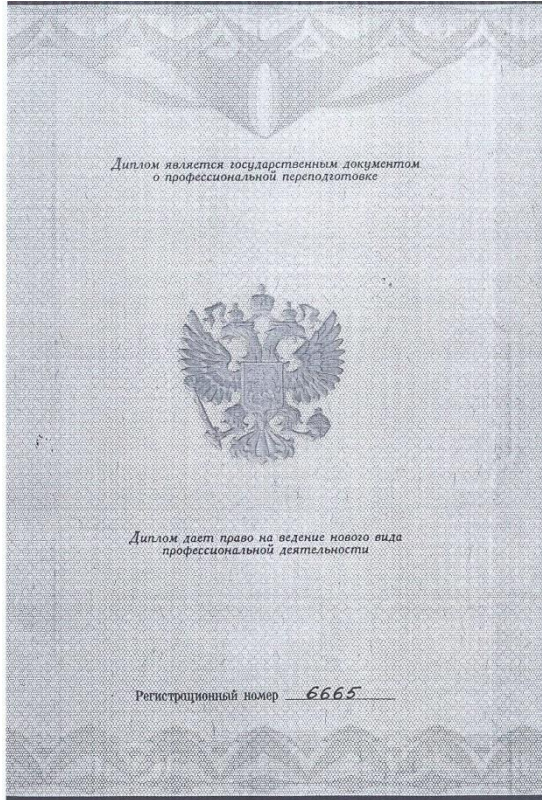 Диплом является государственным документом
о профессиональной переподготовке
Диплом дает право на ведение нового вида
профессиональной деятельности
Регистрационный номер 6665